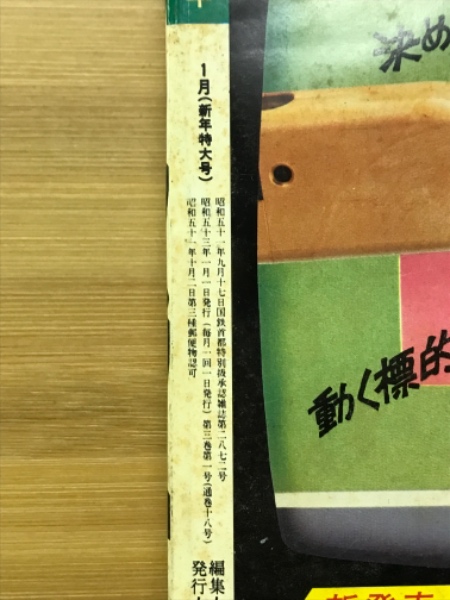 1月(新年特大号)
昭和五十一年九月十七日国鉄首都特別扱承認雑誌第二八七二号
昭和五十三年一月一日発行(毎月一回一日発行)第三巻第一号(通巻十八号)
昭和五十一年十月二日第三種郵便物認可
編集
発行
決め
動く標的